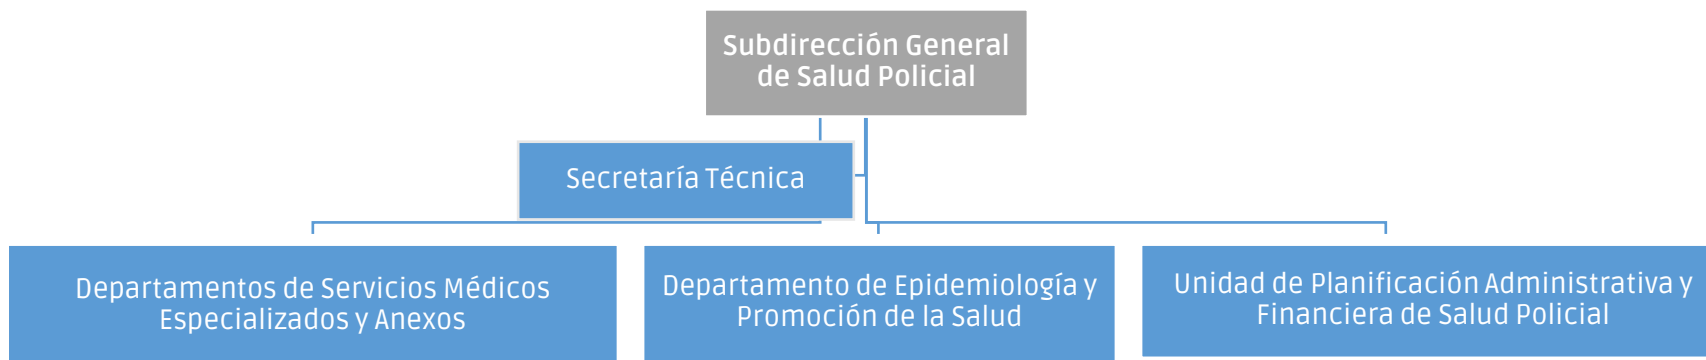 Subdirección General
de Salud Policial
Secretaría Técnica
Departamentos de Servicios Médicos
Especializados y Anexos
Departamento de Epidemiología y
Promoción de la Salud
Unidad de Planificación Administrativa y
Financiera de Salud Policial